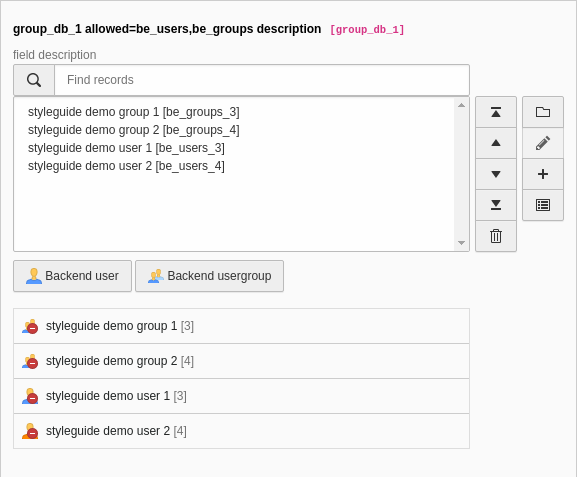 group_db_1 allowed=be_users,be_groups description [group_db_1]
field description
Find records
styleguide demo group 1 [be_groups_3]
styleguide demo group 2 [be_groups_4]
styleguide demo user 1 [be_users_3]
styleguide demo user 2 [be_users_4]
Backend user Backend usergroup
styleguide demo group 1 [3]
styleguide demo group 2 [4]
styleguide demo user 1 [3]
styleguide demo user 2 [4]